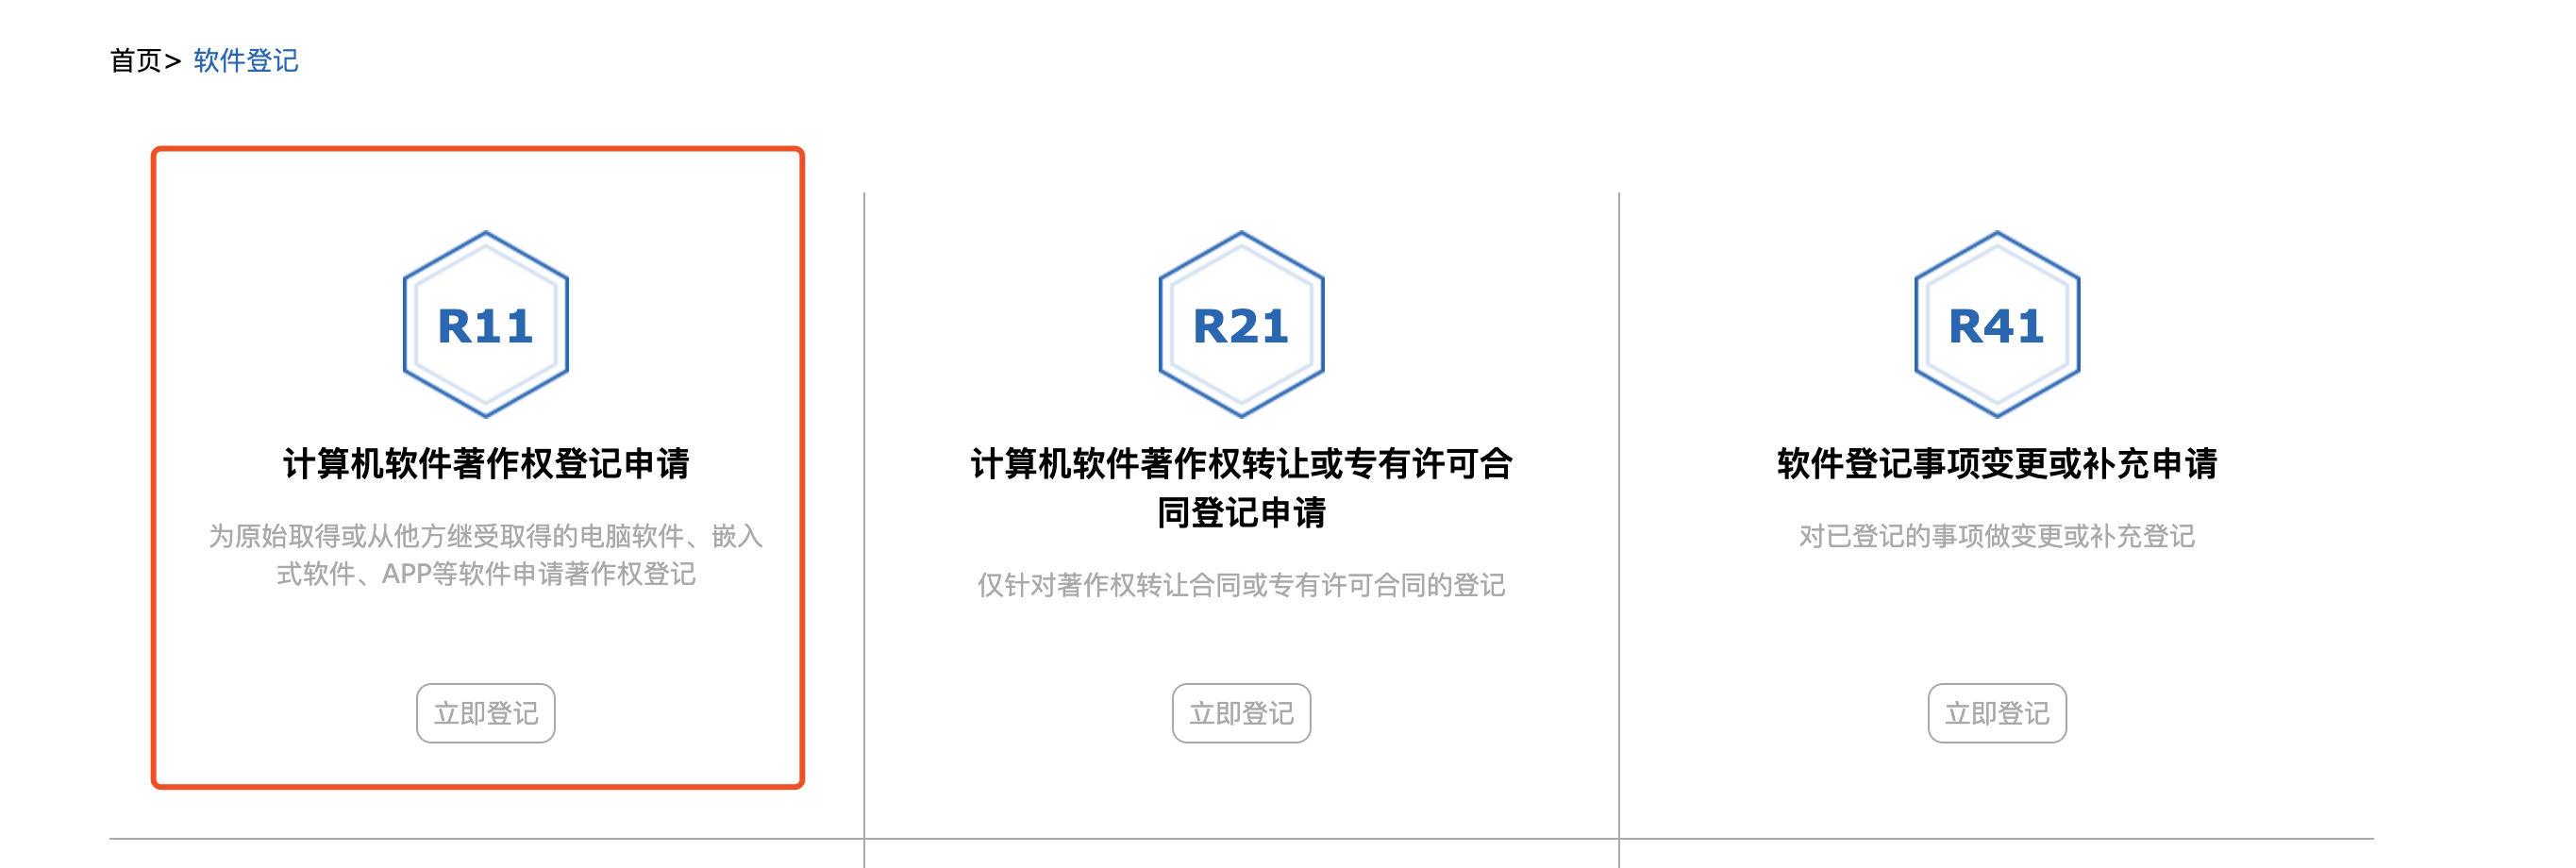 首页> 软件登记
R11
计算机软件著作权登记申请
为原始取得或从他方继受取得的电脑软件、嵌入
式软件、APP等软件申请著作权登记
立即登记
R21
计算机软件著作权转让或专有许可合
同登记申请
仅针对著作权转让合同或专有许可合同的登记
立即登记
R41
软件登记事项变更或补充申请
对已登记的事项做变更或补充登记
立即登记